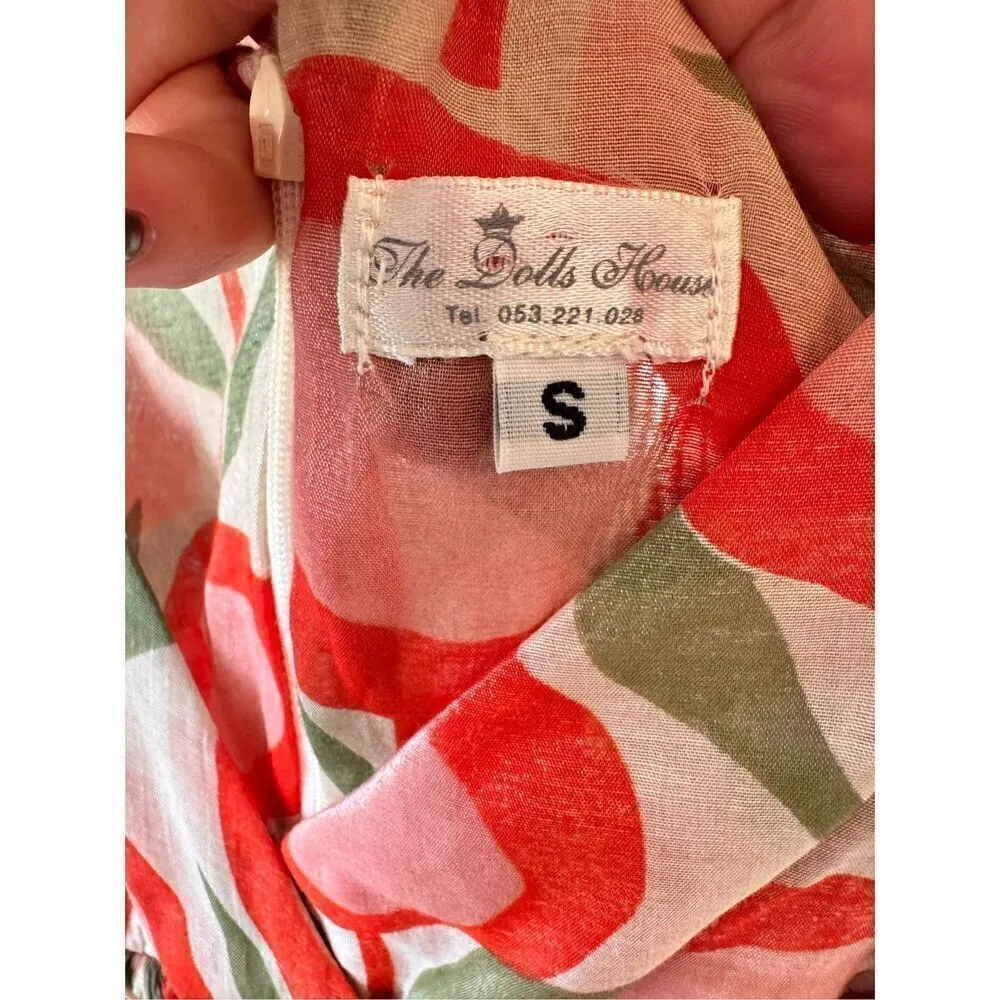 The Dolls House
Tel. 053.221.028
S